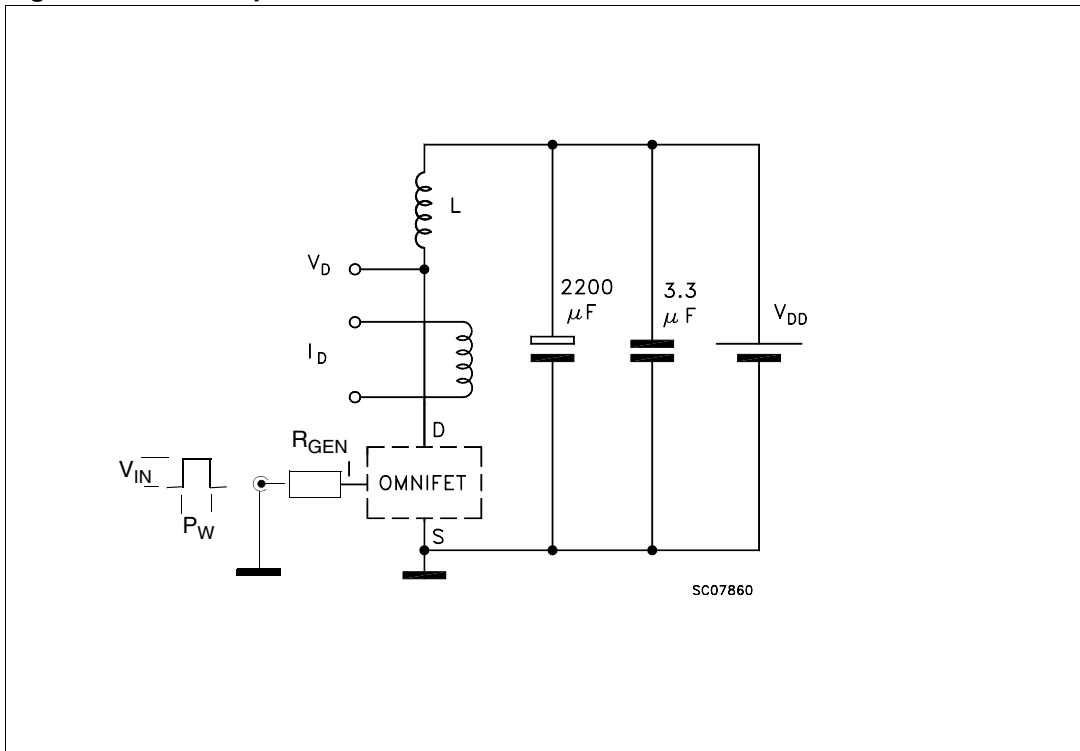 L
V_D
2200
μF
3.3
μF
V_DD
I_D
D
R_GEN
I
V_IN
OMNIFET
P_W
S
SC07860